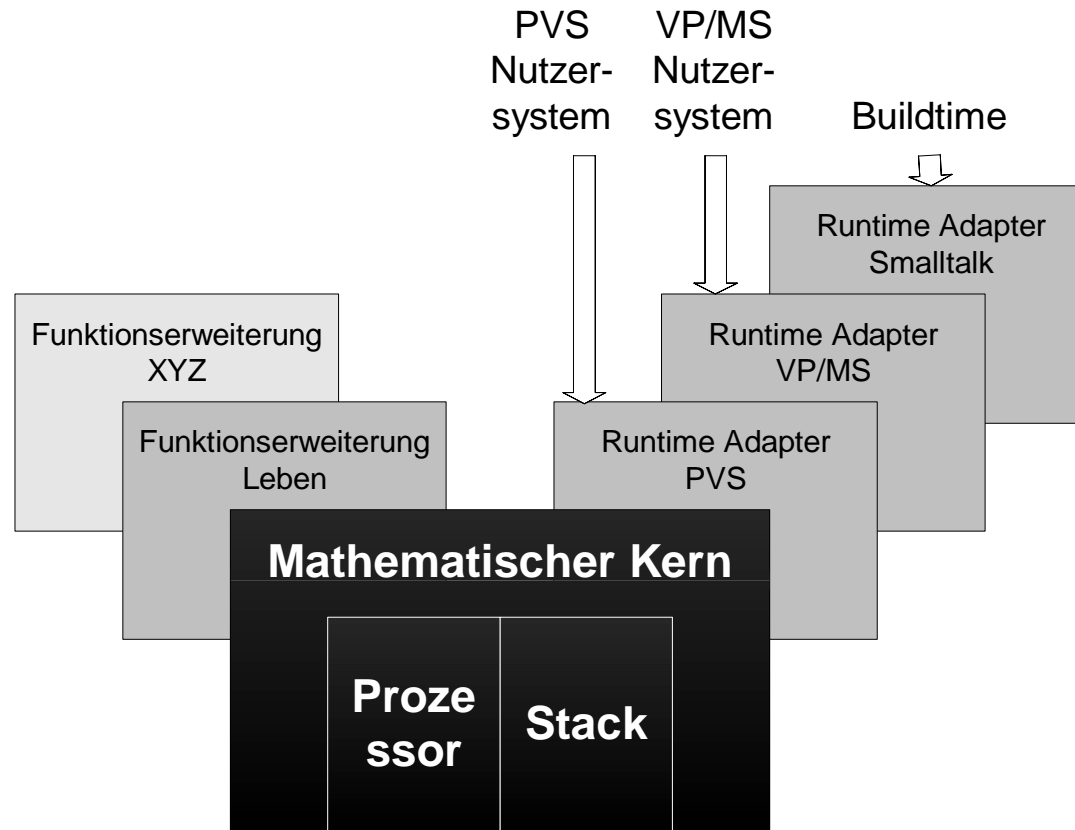 PVS
Nutzer-
system
VP/MS
Nutzer-
system
Buildtime
Runtime Adapter
Smalltalk
Funktionserweiterung
XYZ
Runtime Adapter
VP/MS
Funktionserweiterung
Leben
Runtime Adapter
PVS
Mathematischer Kern
Proze
ssor
Stack